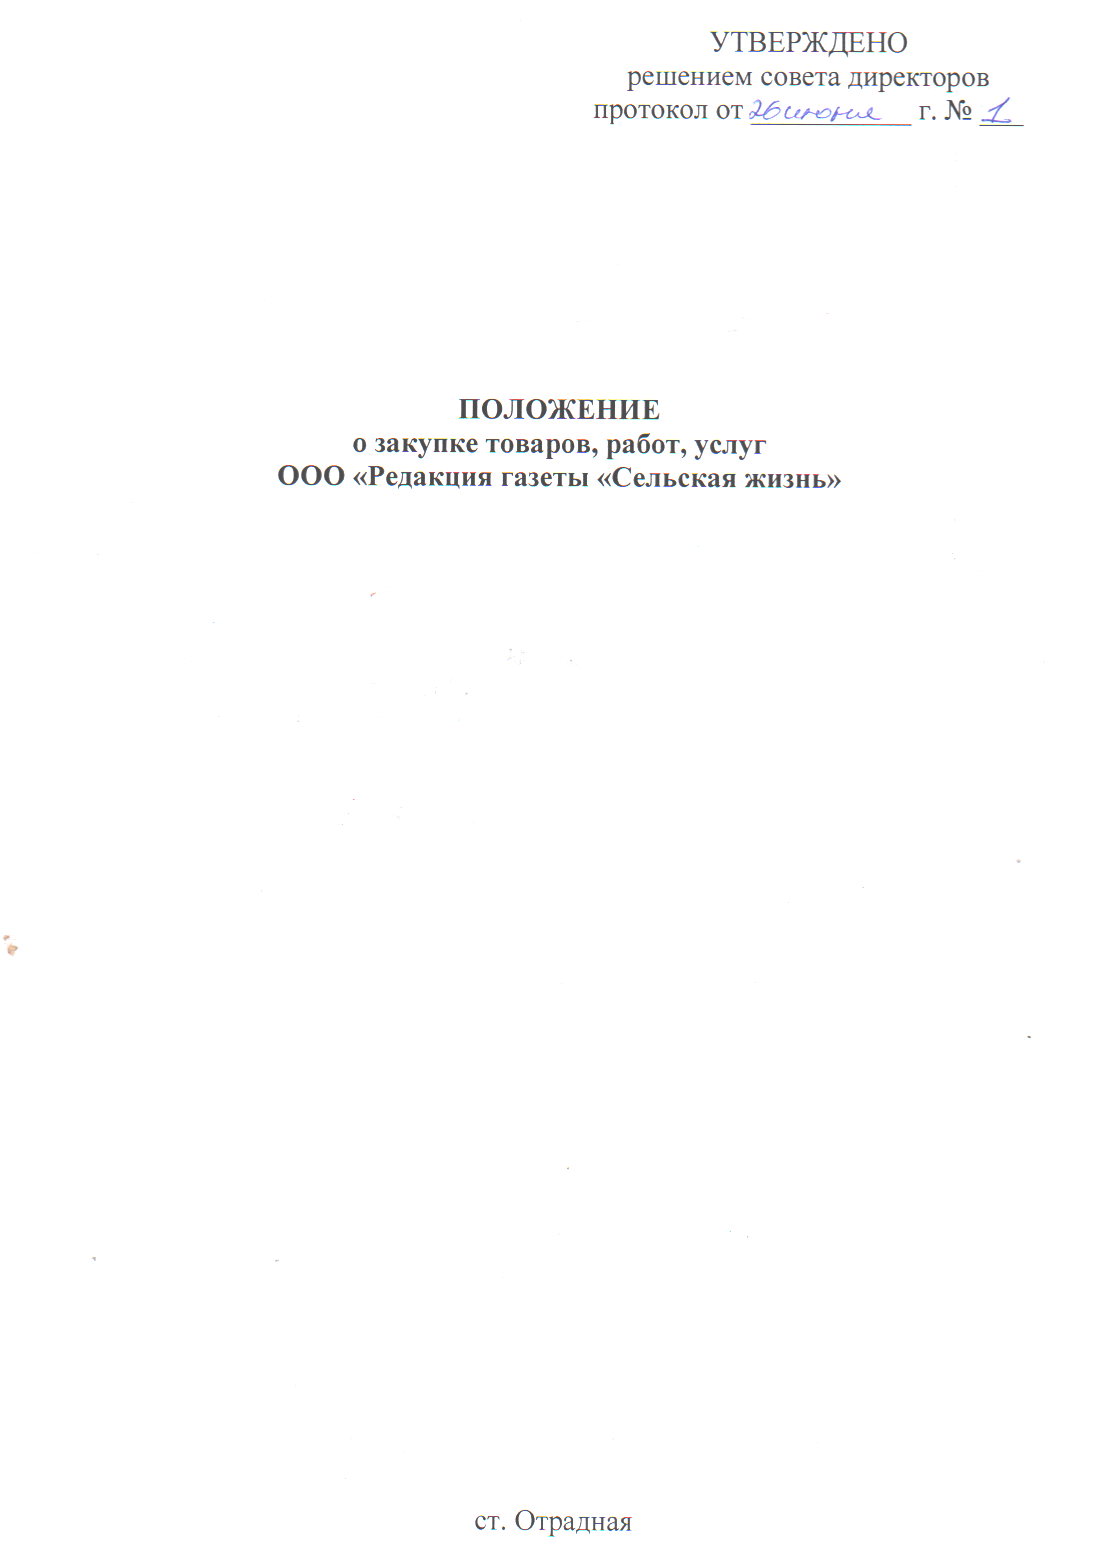 УТВЕРЖДЕНО
решением совета директоров
протокол от 26 июня г. № 1
ПОЛОЖЕНИЕ
о закупке товаров, работ, услуг
ООО «Редакция газеты «Сельская жизнь»
ст. Отрадная